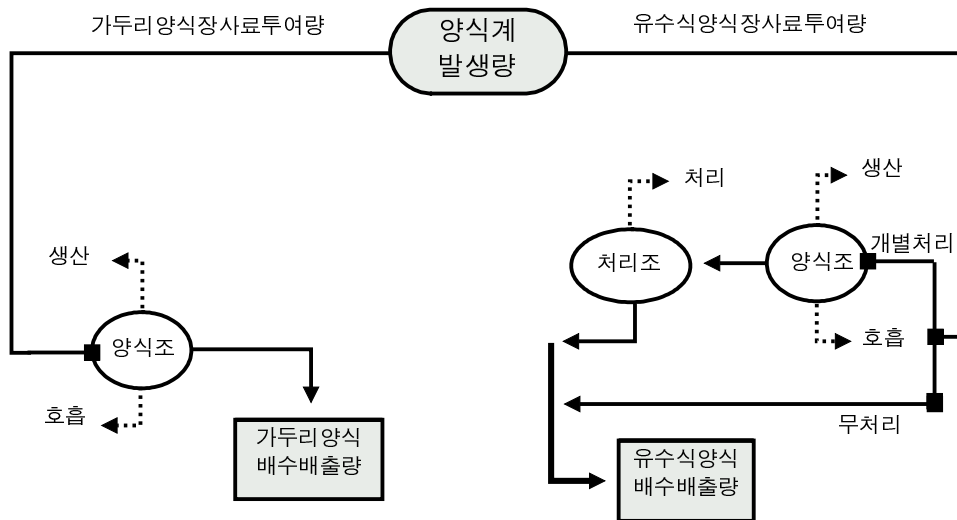 가두리양식장사료투여량
양식계
발생량
유수식양식장사료투여량
생산
처리
개별처리
생산
처리조
양식조
양식조
호흡
호흡
무처리
가두리양식
배수배출량
유수식양식
배수배출량